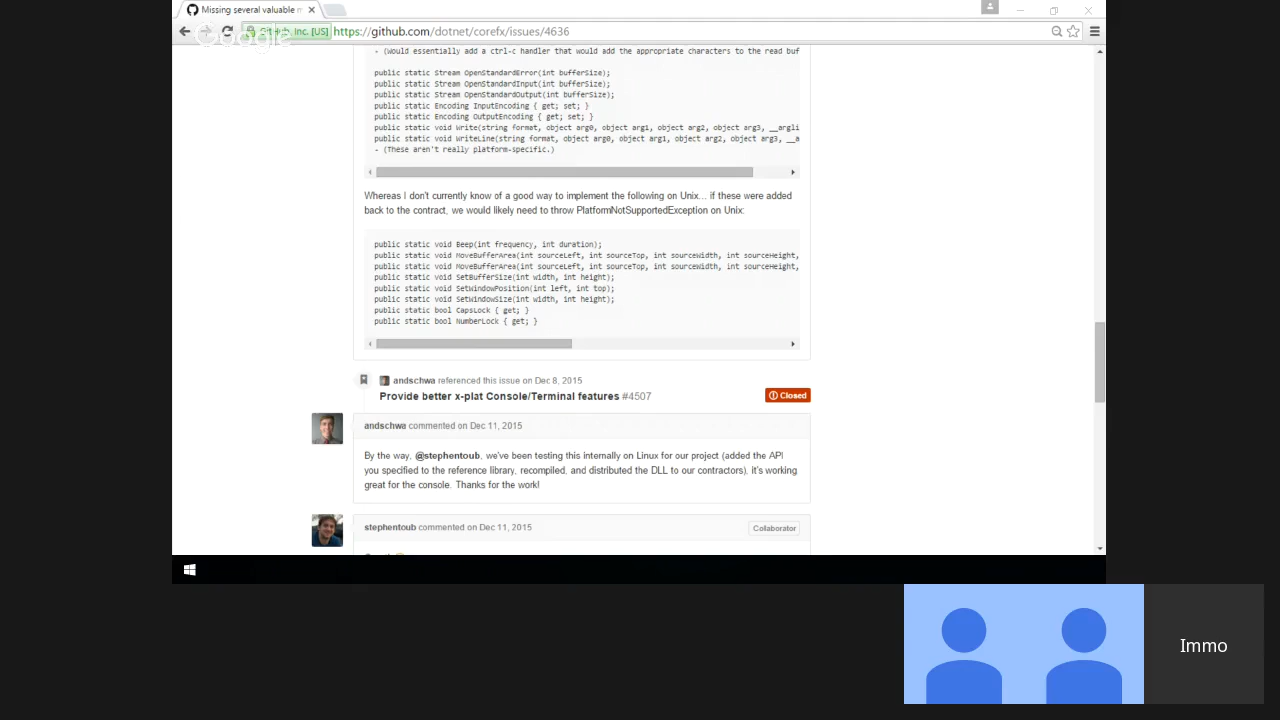 Missing several valuable m
GitHub, Inc. [US] https://github.com/dotnet/corefx/issues/4636
Google
- (Would essentially add a ctrl-c handler that would add the appropriate characters to the read buf
public static Stream OpenStandardError(int bufferSize);
public static Stream OpenStandardInput(int bufferSize);
public static Stream OpenStandardOutput(int bufferSize);
public static Encoding InputEncoding { get; set; }
public static Encoding OutputEncoding { get; set; }
public static void Write(string format, object arg0, object arg1, object arg2, object arg3, __argli
public static void WriteLine(string format, object arg0, object arg1, object arg2, object arg3, __a
- (These aren't really platform-specific.)
Whereas I don't currently know of a good way to implement the following on Unix... if these were added
back to the contract, we would likely need to throw PlatformNotSupportedException on Unix:
public static void Beep(int frequency, int duration);
public static void MoveBufferArea(int sourceLeft, int sourceTop, int sourceWidth, int sourceHeight,
public static void MoveBufferArea(int sourceLeft, int sourceTop, int sourceWidth, int sourceHeight,
public static void SetBufferSize(int width, int height);
public static void SetWindowPosition(int left, int top);
public static void SetWindowSize(int width, int height);
public static bool CapsLock { get; }
public static bool NumberLock { get; }
andschwa referenced this issue on Dec 8, 2015
Provide better x-plat Console/Terminal features #4507
Closed
andschwa commented on Dec 11, 2015
By the way, @stephentoub, we've been testing this internally on Linux for our project (added the API
you specified to the reference library, recompiled, and distributed the DLL to our contractors), it's working
great for the console. Thanks for the work!
stephentoub commented on Dec 11, 2015
Collaborator
Immo